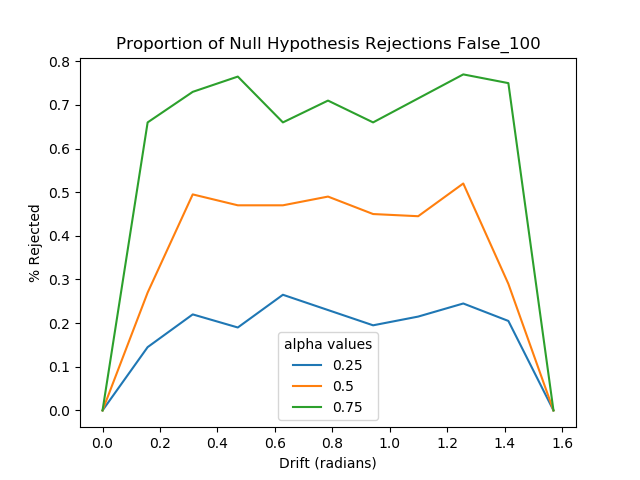 Proportion of Null Hypothesis Rejections False_100
0.8
0.7
0.6
0.5
0.4
0.3
0.2
0.1
0.0
% Rejected
alpha values
0.25
0.5
0.75
0.0 0.2 0.4 0.6 0.8 1.0 1.2 1.4 1.6
Drift (radians)